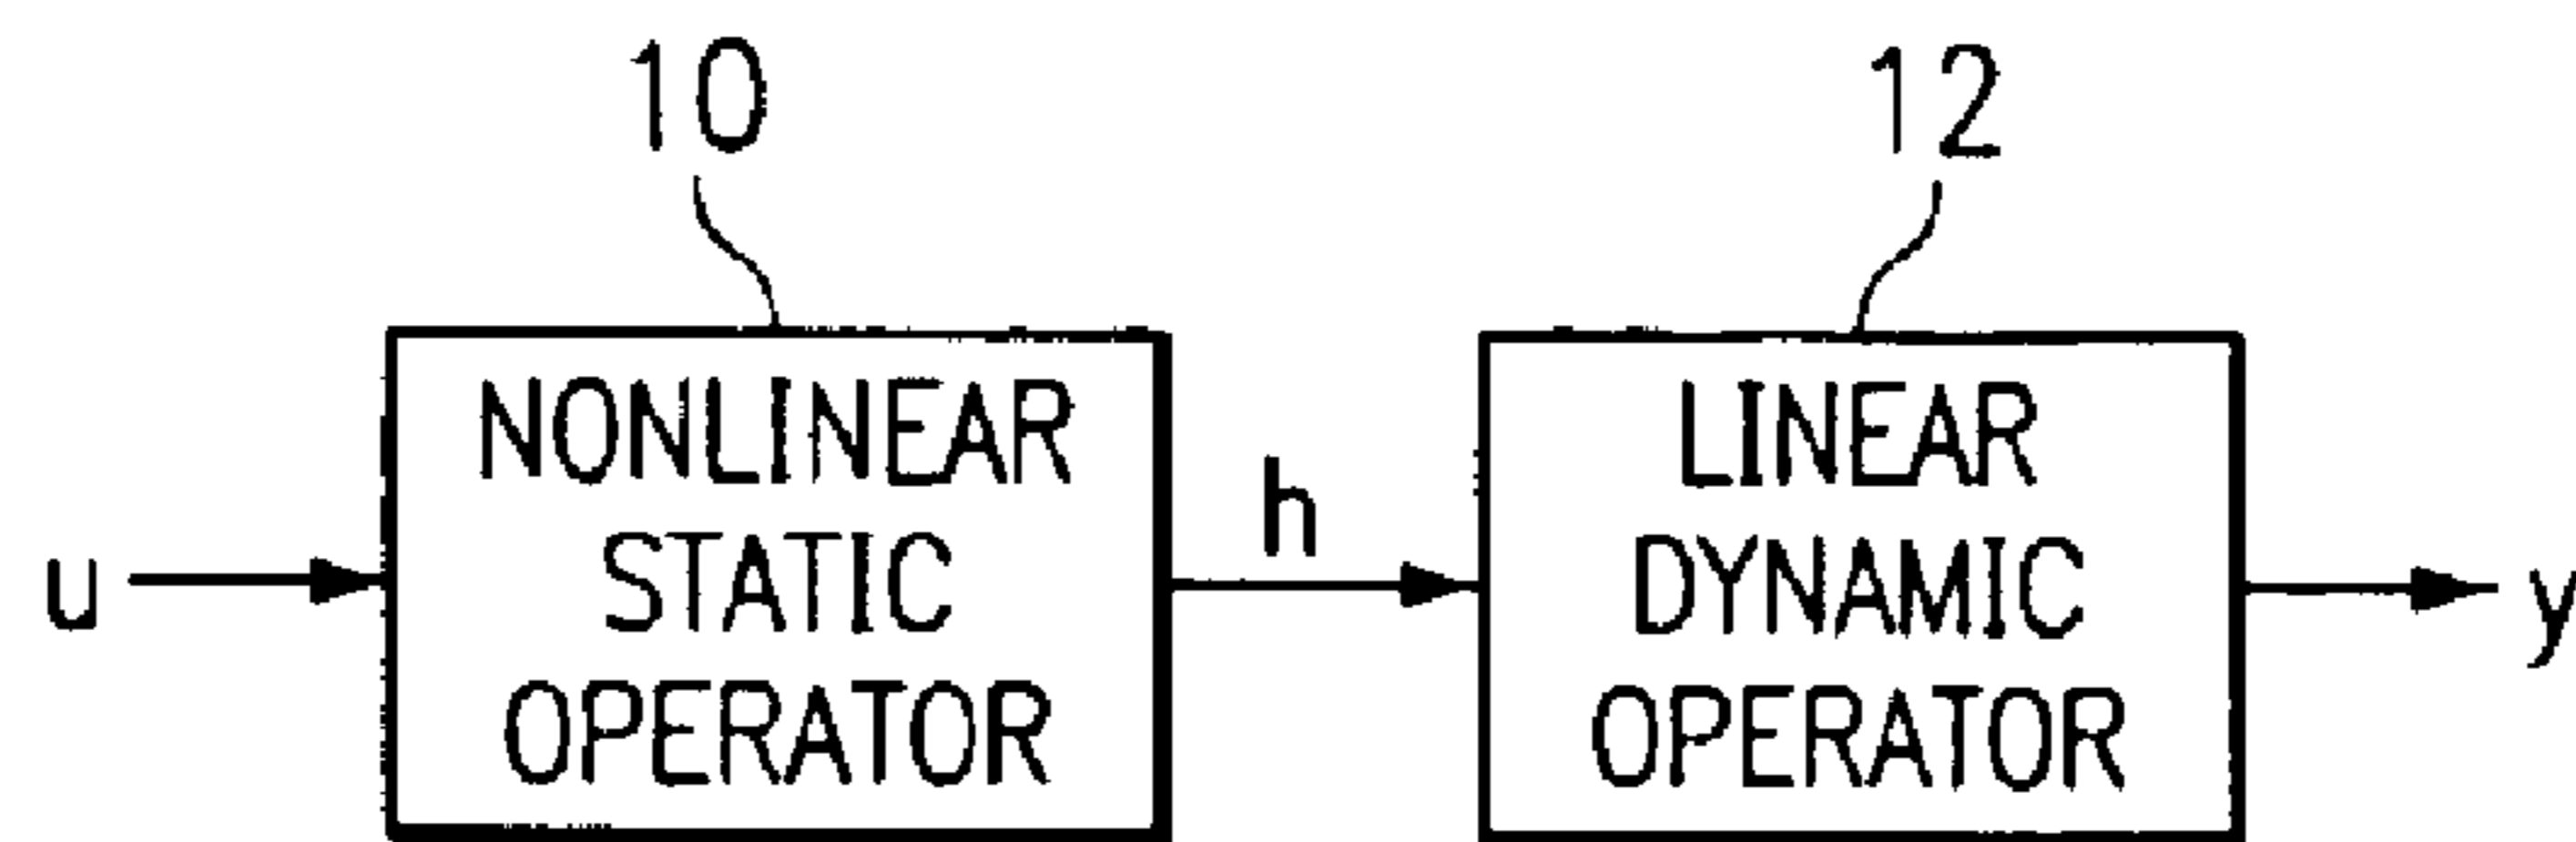 10
12
NONLINEAR
STATIC
OPERATOR
LINEAR
DYNAMIC
OPERATOR
u
h
y